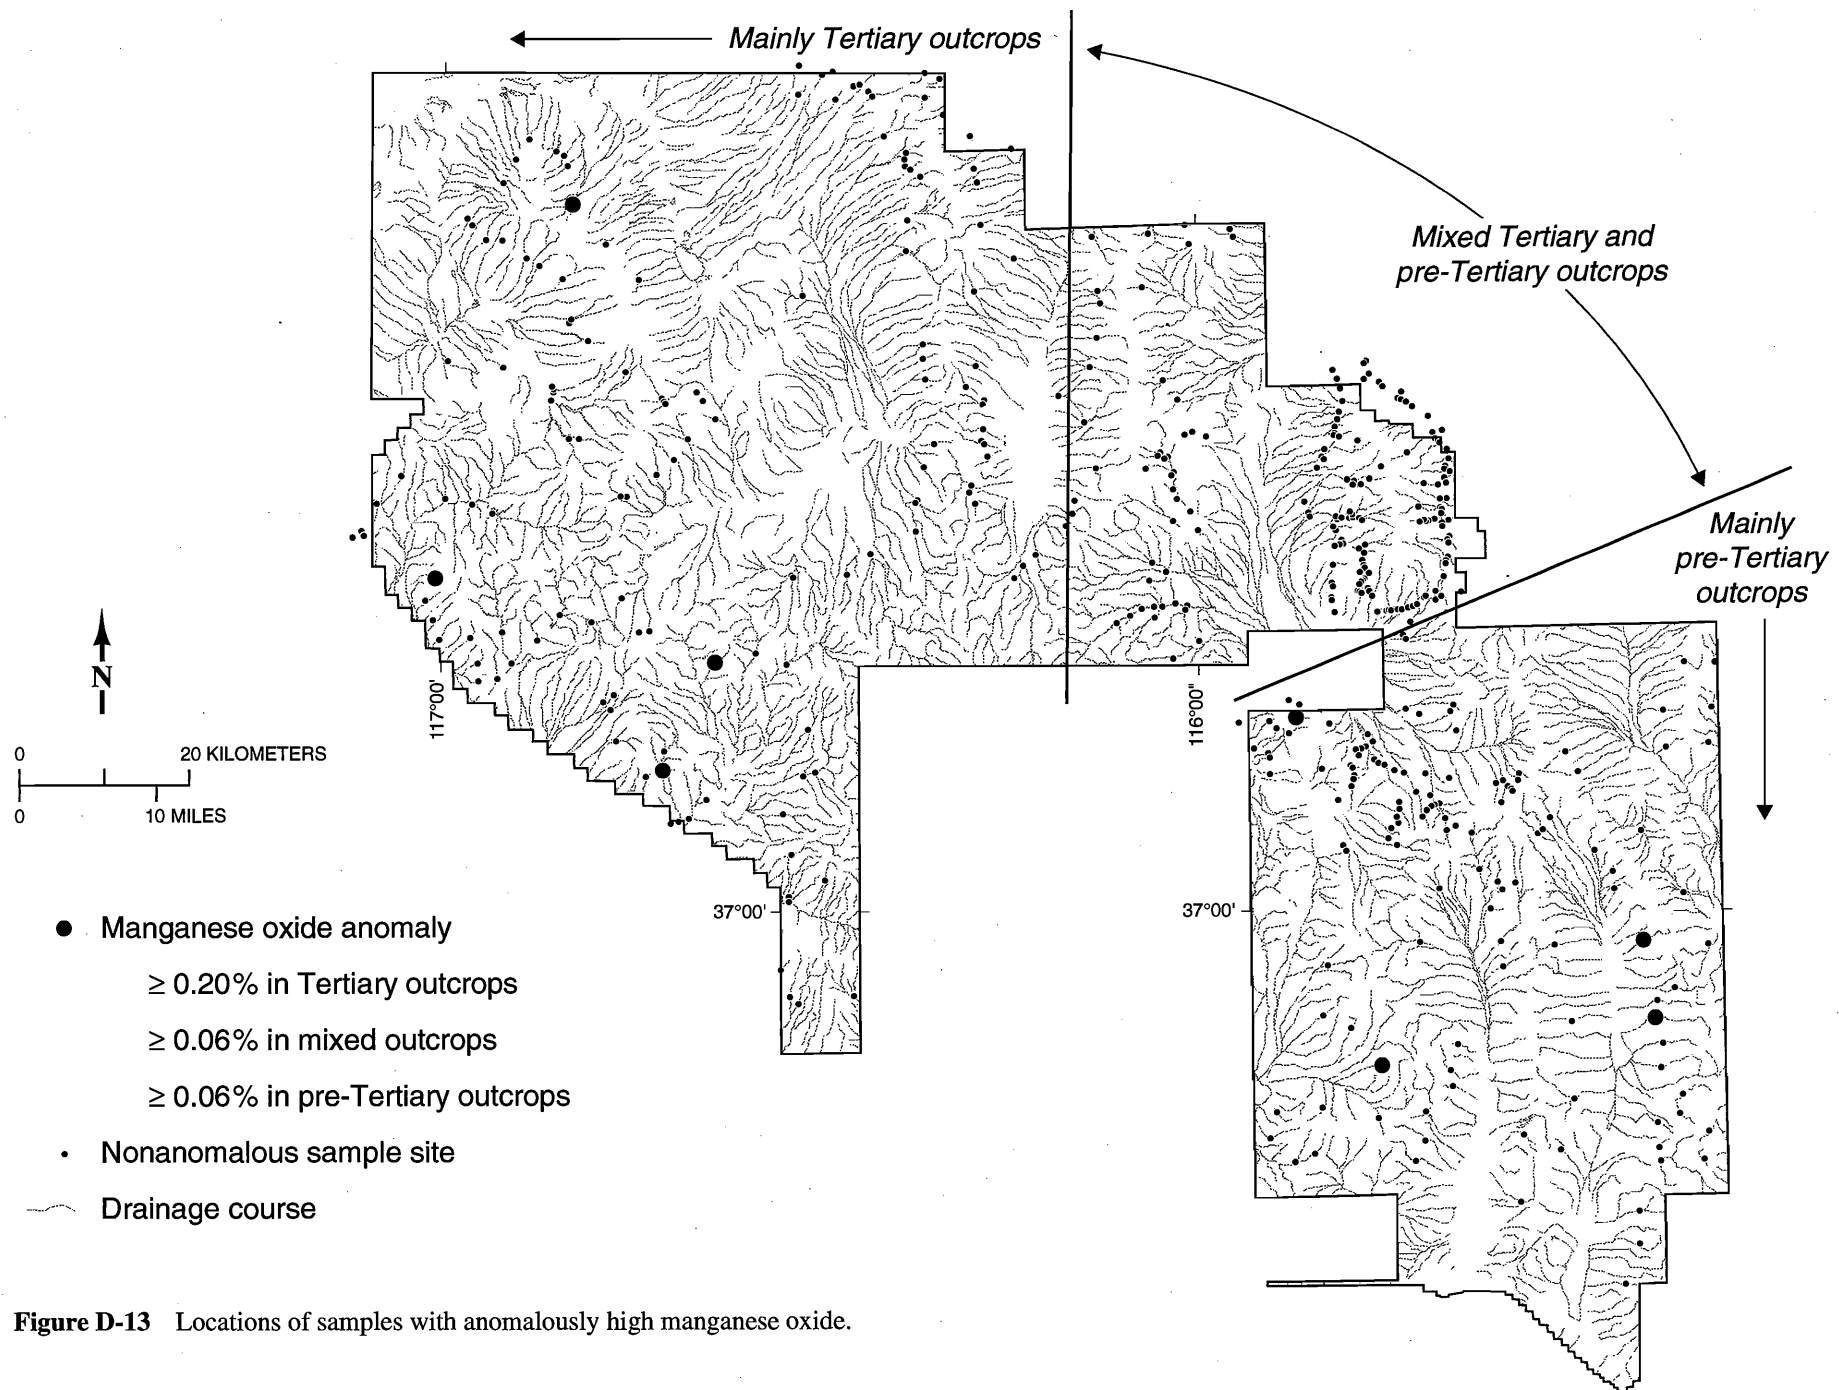 Mainly Tertiary outcrops
Mixed Tertiary and
pre-Tertiary outcrops
Mainly
pre-Tertiary
outcrops
N
117°00'
116°00"
0 20 KILOMETERS
0 10 MILES
37°00'
37°00'
Manganese oxide anomaly
≥ 0.20% in Tertiary outcrops
≥ 0.06% in mixed outcrops
≥ 0.06% in pre-Tertiary outcrops
Nonanomalous sample site
Drainage course
Figure D-13 Locations of samples with anomalously high manganese oxide.